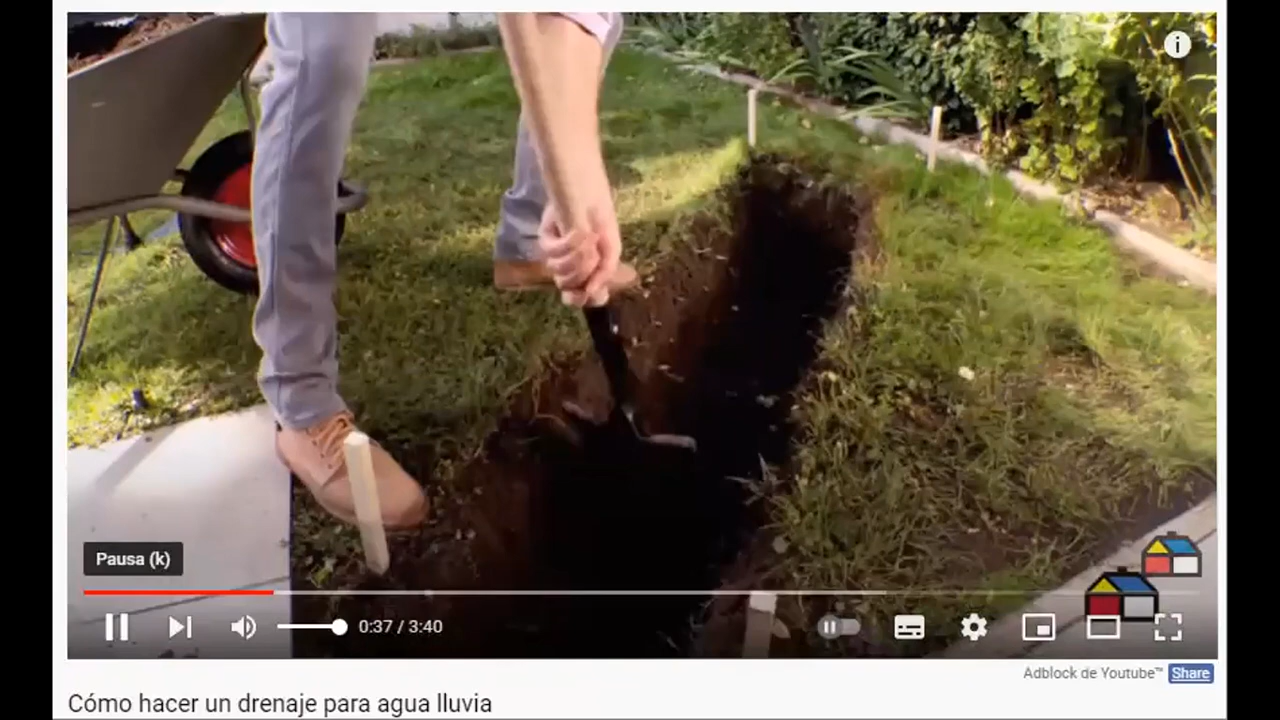 i
Pausa (k)
0:37 / 3:40
Adblock de Youtube™ Share
Cómo hacer un drenaje para agua lluvia